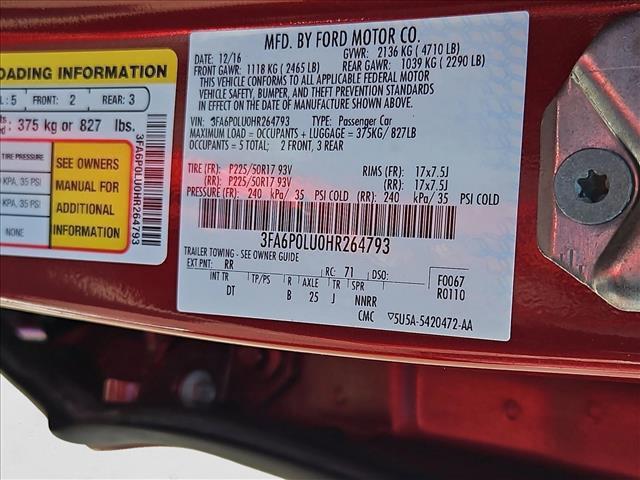 OADING INFORMATION
: 5 FRONT: 2 REAR: 3
: 375 kg or 827 lbs.
TIRE PRESSURE
KPA, 35 PSI
KPA, 35 PSI
NONE
SEE OWNERS
MANUAL FOR
ADDITIONAL
INFORMATION
3FA6P0LU0HR264793
MFD. BY FORD MOTOR CO.
12/16 GVWR: 2136 KG ( 4710 LB)
FRONT GAWR: 1118 KG ( 2465 LB) REAR GAWR: 1039 KG ( 2290 LB)
THIS VEHICLE CONFORMS TO ALL APPLICABLE FEDERAL MOTOR
VEHICLE SAFETY, BUMPER, AND THEFT PREVENTION STANDARDS
IN EFFECT ON THE DATE OF MANUFACTURE SHOWN ABOVE.
VIN: 3FA6P0LU0HR264793 TYPE: Passenger Car
MAXIMUM LOAD = OCCUPANTS + LUGGAGE = 375KG/ 827LB
OCCUPANTS = 5 TOTAL; 2 FRONT, 3 REAR
TIRE (FR): P225/50R17 93V RIMS (FR): 17x7.5J
(RR): P225/50R17 93V (RR): 17x7.5J
PRESSURE (FR): 240 kPa/ 35 PSI COLD (RR): 240 kPa/ 35 PSI COLD
3FA6P0LU0HR264793
TRAILER TOWING - SEE OWNER GUIDE
EXT PNT: RR RC: 71 DSO: F0067
INT TR TP/PS R AXLE TR SPR R0110
DT B 25 J NNRR
CMC ▽5U5A-5420472-AA